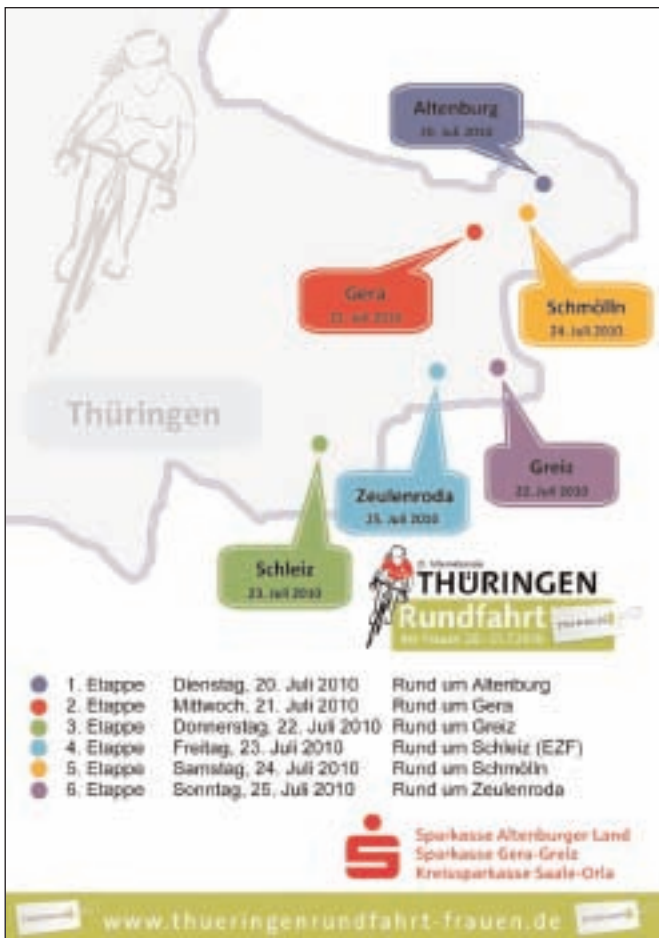 Altenburg
20. Juli 2010
Gera
21. Juli 2010
Schmölln
24. Juli 2010
Thüringen
Greiz
22. Juli 2010
Zeulenroda
25. Juli 2010
Schleiz
23. Juli 2010
THÜRINGEN
Rundfahrt
1. Etappe Dienstag, 20. Juli 2010 Rund um Altenburg
2. Etappe Mittwoch, 21. Juli 2010 Rund um Gera
3. Etappe Donnerstag, 22. Juli 2010 Rund um Greiz
4. Etappe Freitag, 23. Juli 2010 Rund um Schleiz (EZF)
5. Etappe Samstag, 24. Juli 2010 Rund um Schmölln
6. Etappe Sonntag, 25. Juli 2010 Rund um Zeulenroda
Sparkasse Altenburger Land
Sparkasse Gera-Greiz
Kreissparkasse Saale-Orla
www.thueringenrundfahrt-frauen.de